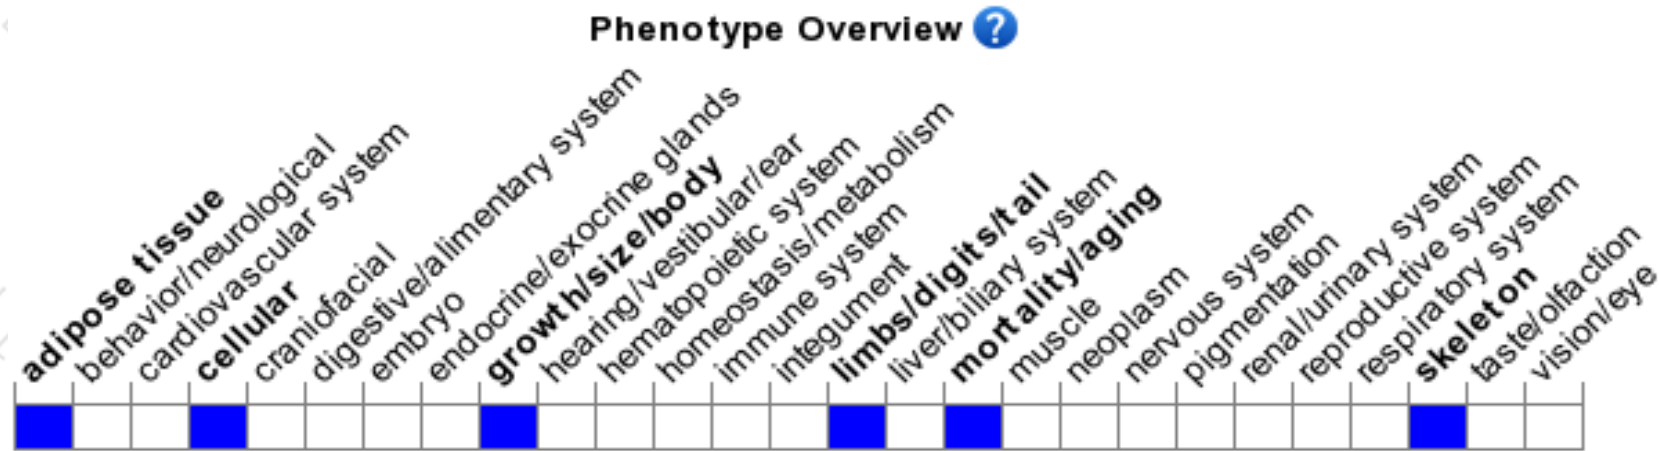 Phenotype Overview ?
adipose tissue
behavior/neurological
cardiovascular system
cellular
craniofacial
digestive/alimentary system
embryo
endocrine/exocrine glands
growth/size/body
hearing/vestibular/ear
hematopoietic system
homeostasis/metabolism
immune system
integument
limbs/digits/tail
liver/biliary system
mortality/aging
muscle
neoplasm
nervous system
pigmentation
renal/urinary system
reproductive system
respiratory system
skeleton
taste/olfaction
vision/eye